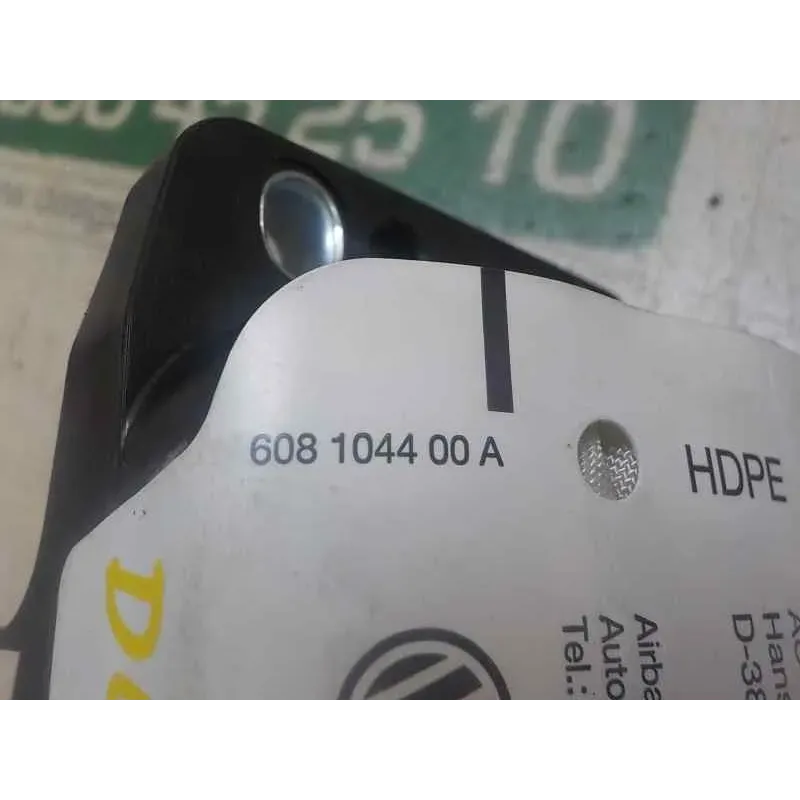 25 10
608 1044 00 A
HDPE
Airba
Auto
Tel.:
Hans
D-38